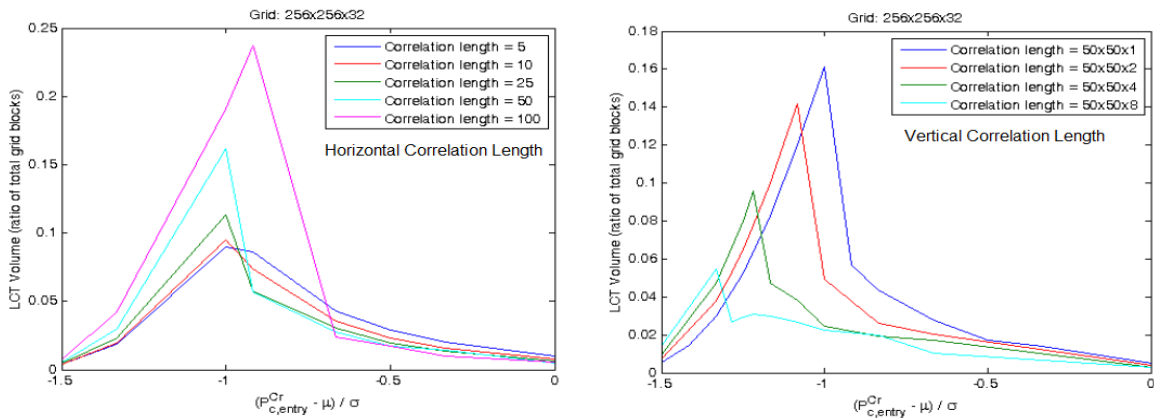 Grid: 256x256x32
0.25
0.2
0.15
0.1
0.05
0
-1.5
-1
-0.5
0
LCT Volume (ratio of total grid blocks)
(P^Cr_c,entry - μ) / σ
Correlation length = 5
Correlation length = 10
Correlation length = 25
Correlation length = 50
Correlation length = 100
Horizontal Correlation Length
Grid: 256x256x32
0.18
0.16
0.14
0.12
0.1
0.08
0.06
0.04
0.02
0
-1.5
-1
-0.5
0
LCT Volume (ratio of total grid blocks)
(P^Cr_c,entry - μ) / σ
Correlation length = 50x50x1
Correlation length = 50x50x2
Correlation length = 50x50x4
Correlation length = 50x50x8
Vertical Correlation Length